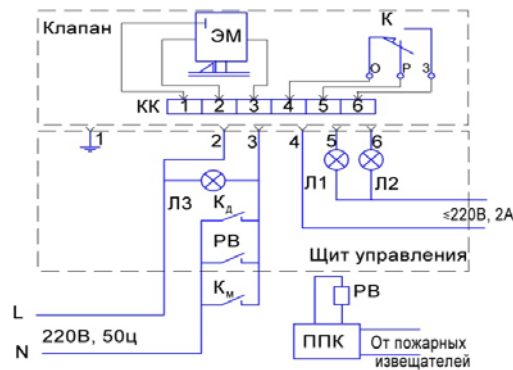 Клапан
ЭМ
К
О Р З
КК 1 2 3 4 5 6
1 2 3 4 5 6
Л3 Кд Л1 Л2
РВ
≤220В, 2А
Щит управления
Км
L
РВ
220В, 50ц
N
ППК
От пожарных
извещателей